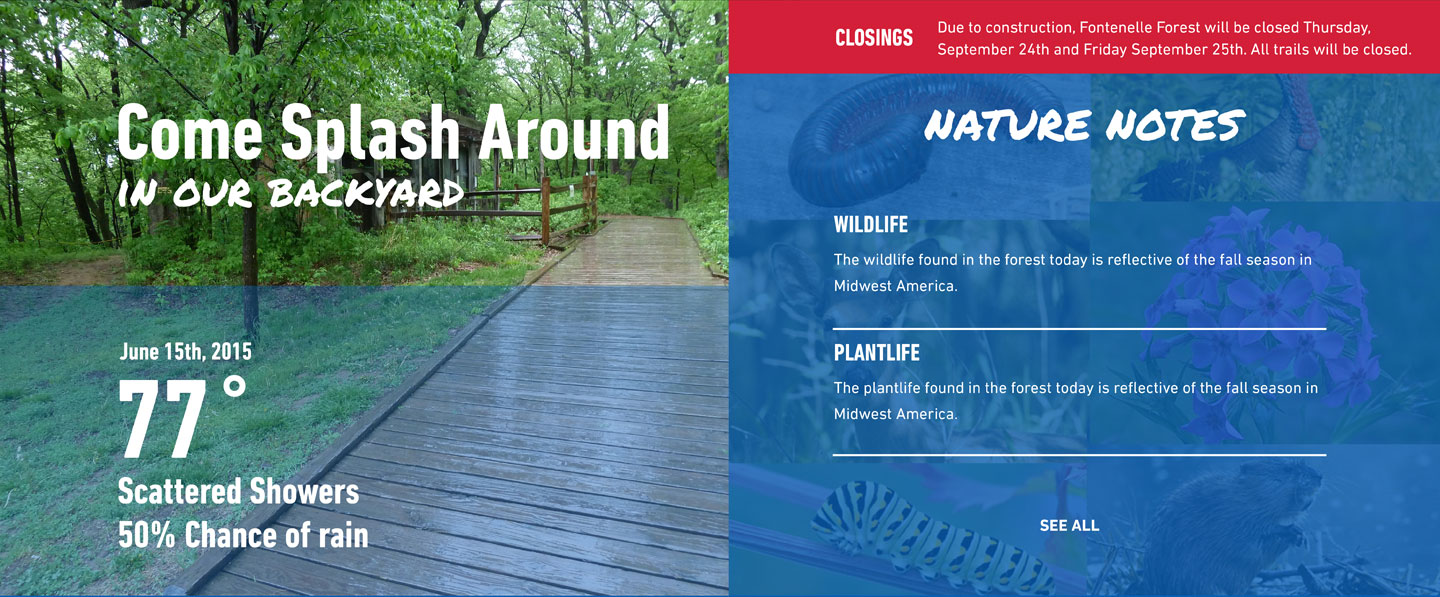 Come Splash Around
IN OUR BACKYARD
June 15th, 2015
77°
Scattered Showers
50% Chance of rain
CLOSINGS
Due to construction, Fontenelle Forest will be closed Thursday,
September 24th and Friday September 25th. All trails will be closed.
NATURE NOTES
WILDLIFE
The wildlife found in the forest today is reflective of the fall season in
Midwest America.
PLANTLIFE
The plantlife found in the forest today is reflective of the fall season in
Midwest America.
SEE ALL